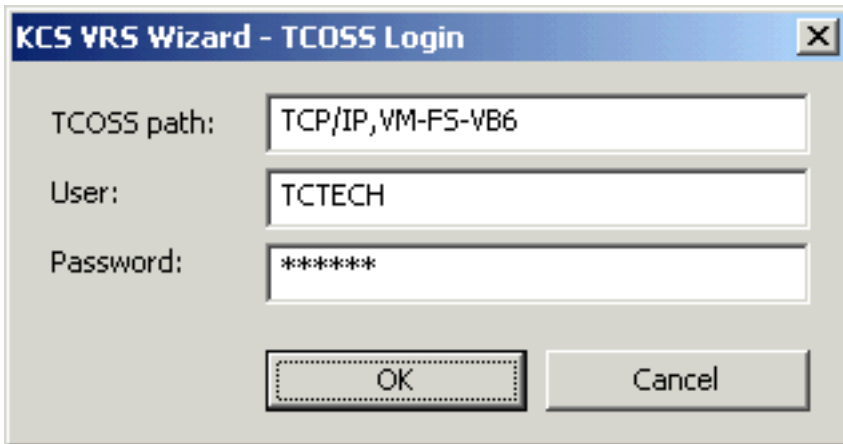 KCS VRS Wizard - TCOSS Login
TCOSS path: TCP/IP,VM-FS-VB6
User: TCTECH
Password: ******
OK Cancel